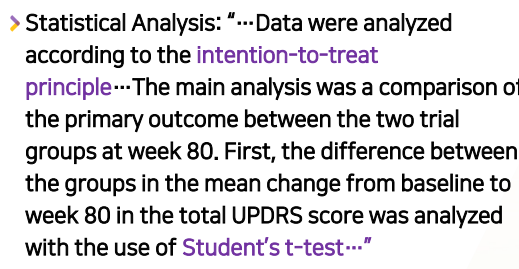 Statistical Analysis: “…Data were analyzed
according to the intention-to-treat
principle…The main analysis was a comparison of
the primary outcome between the two trial
groups at week 80. First, the difference between
the groups in the mean change from baseline to
week 80 in the total UPDRS score was analyzed
with the use of Student’s t-test…”